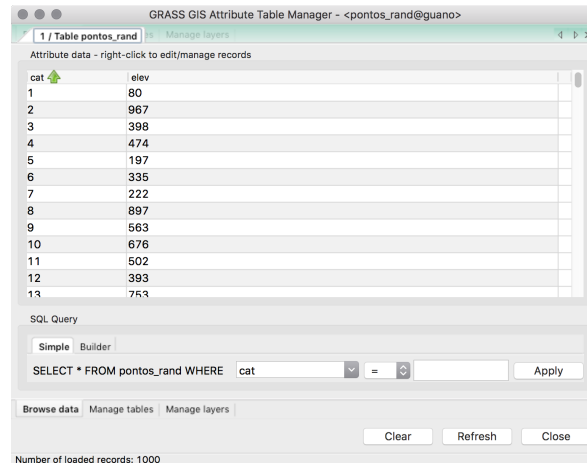 GRASS GIS Attribute Table Manager - <pontos_rand@guano>
1 / Table pontos_rand
Manage layers
Attribute data - right-click to edit/manage records
cat elev
1 80
2 967
3 398
4 474
5 197
6 335
7 222
8 897
9 563
10 676
11 502
12 393
13 753
SQL Query
Simple Builder
SELECT * FROM pontos_rand WHERE cat = Apply
Browse data Manage tables Manage layers
Clear Refresh Close
Number of loaded records: 1000